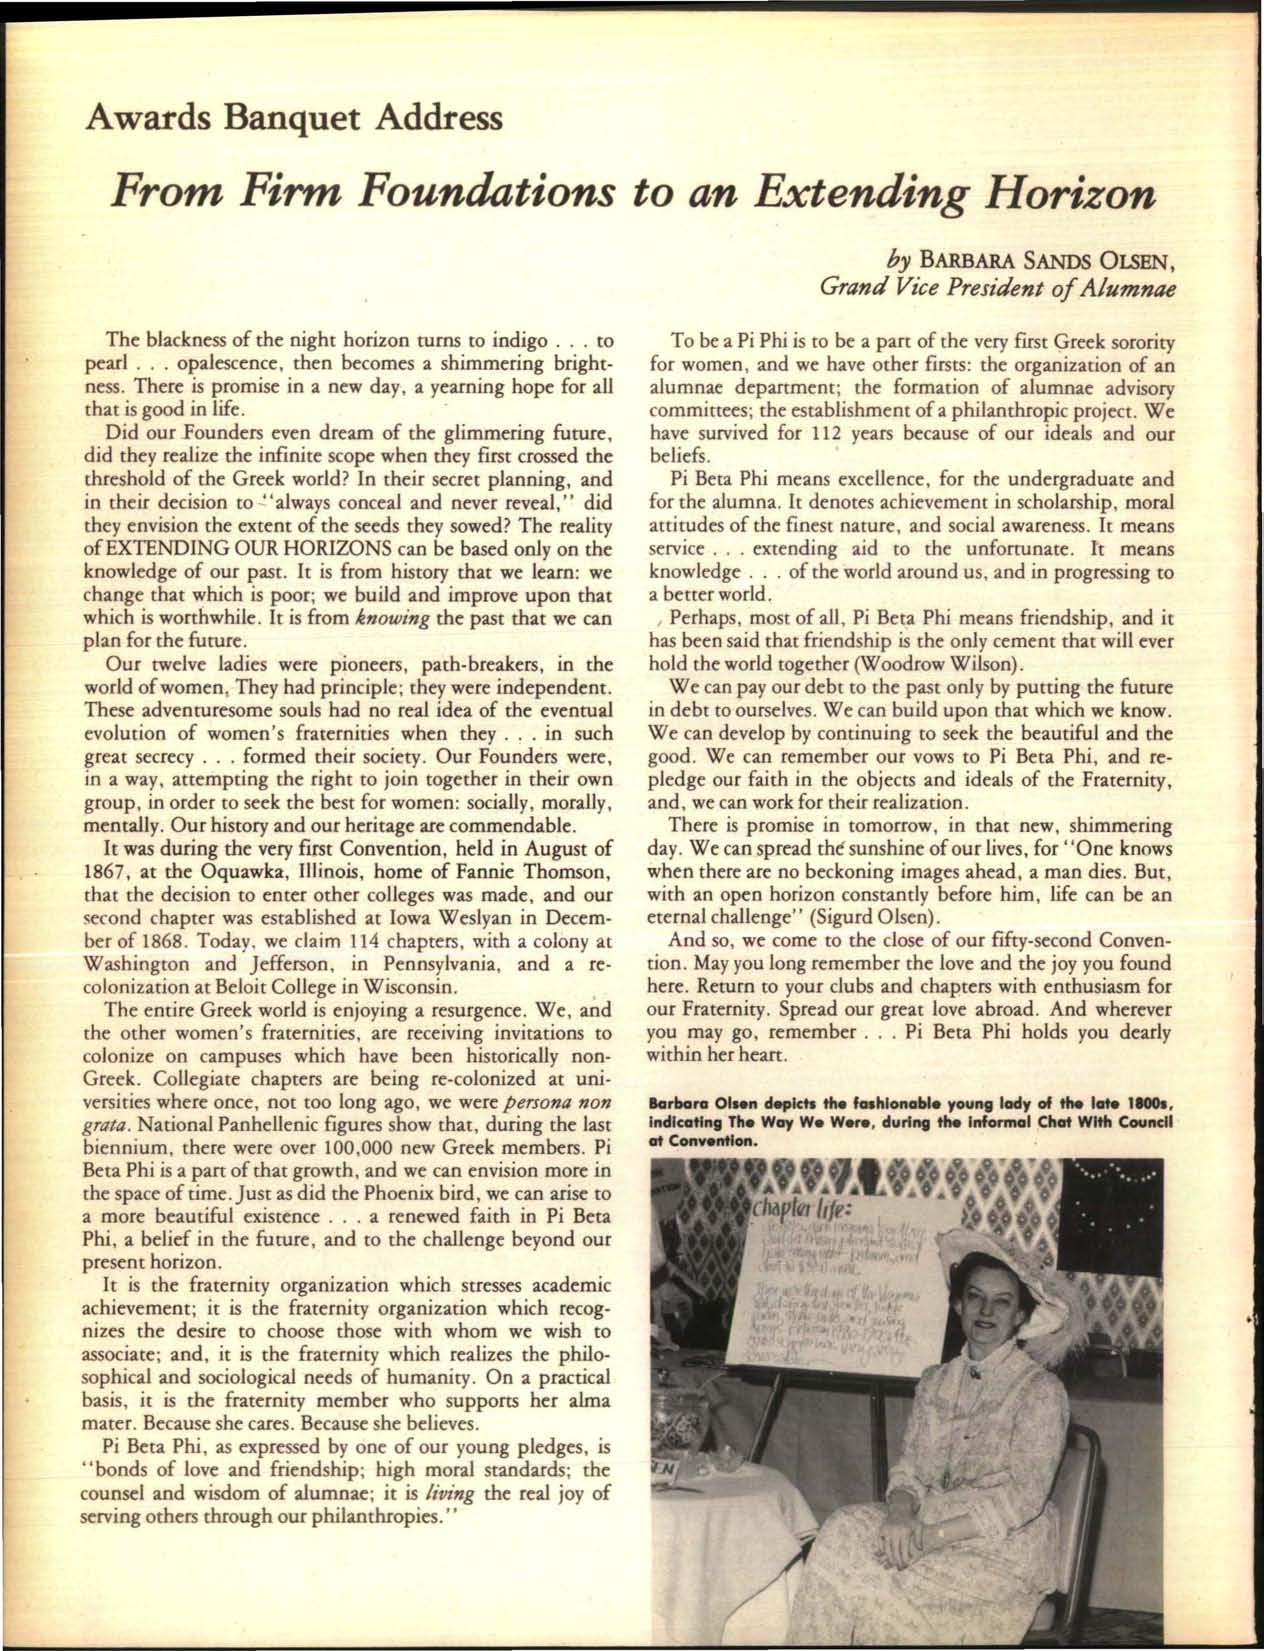 Awards Banquet Address
From Firm Foundations to an Extending Horizon
by BARBARA SANDS OLSEN,
Grand Vice President of Alumnae
The blackness of the night horizon turns to indigo . . . to
pearl . . . opalescence, then becomes a shimmering bright-
ness. There is promise in a new day, a yearning hope for all
that is good in life.
Did our Founders even dream of the glimmering future,
did they realize the infinite scope when they first crossed the
threshold of the Greek world? In their secret planning, and
in their decision to "always conceal and never reveal," did
they envision the extent of the seeds they sowed? The reality
of EXTENDING OUR HORIZONS can be based only on the
knowledge of our past. It is from history that we learn: we
change that which is poor; we build and improve upon that
which is worthwhile. It is from knowing the past that we can
plan for the future.
Our twelve ladies were pioneers, path-breakers, in the
world of women, They had principle; they were independent.
These adventuresome souls had no real idea of the eventual
evolution of women's fraternities when they . . . in such
great secrecy . . . formed their society. Our Founders were,
in a way, attempting the right to join together in their own
group, in order to seek the best for women: socially, morally,
mentally. Our history and our heritage are commendable.
It was during the very first Convention, held in August of
1867, at the Oquawka, Illinois, home of Fannie Thomson,
that the decision to enter other colleges was made, and our
second chapter was established at Iowa Weslyan in Decem-
ber of 1868. Today, we claim 114 chapters, with a colony at
Washington and Jefferson, in Pennsylvania, and a re-
colonization at Beloit College in Wisconsin.
The entire Greek world is enjoying a resurgence. We, and
the other women's fraternities, are receiving invitations to
colonize on campuses which have been historically non-
Greek. Collegiate chapters are being re-colonized at uni-
versities where once, not too long ago, we were persona non
grata. National Panhellenic figures show that, during the last
biennium, there were over 100,000 new Greek members. Pi
Beta Phi is a part of that growth, and we can envision more in
the space of time. Just as did the Phoenix bird, we can arise to
a more beautiful existence . . . a renewed faith in Pi Beta
Phi, a belief in the future, and to the challenge beyond our
present horizon.
It is the fraternity organization which stresses academic
achievement; it is the fraternity organization which recog-
nizes the desire to choose those with whom we wish to
associate; and, it is the fraternity which realizes the philo-
sophical and sociological needs of humanity. On a practical
basis, it is the fraternity member who supports her alma
mater. Because she cares. Because she believes.
Pi Beta Phi, as expressed by one of our young pledges, is
"bonds of love and friendship; high moral standards; the
counsel and wisdom of alumnae; it is living the real joy of
serving others through our philanthropies."
To be a Pi Phi is to be a part of the very first Greek sorority
for women, and we have other firsts: the organization of an
alumnae department; the formation of alumnae advisory
committees; the establishment of a philanthropic project. We
have survived for 112 years because of our ideals and our
beliefs.
Pi Beta Phi means excellence, for the undergraduate and
for the alumna. It denotes achievement in scholarship, moral
attitudes of the finest nature, and social awareness. It means
service . . . extending aid to the unfortunate. It means
knowledge . . . of the world around us, and in progressing to
a better world.
Perhaps, most of all, Pi Beta Phi means friendship, and it
has been said that friendship is the only cement that will ever
hold the world together (Woodrow Wilson).
We can pay our debt to the past only by putting the future
in debt to ourselves. We can build upon that which we know.
We can develop by continuing to seek the beautiful and the
good. We can remember our vows to Pi Beta Phi, and re-
pledge our faith in the objects and ideals of the Fraternity,
and, we can work for their realization.
There is promise in tomorrow, in that new, shimmering
day. We can spread the sunshine of our lives, for "One knows
when there are no beckoning images ahead, a man dies. But,
with an open horizon constantly before him, life can be an
eternal challenge" (Sigurd Olsen).
And so, we come to the close of our fifty-second Conven-
tion. May you long remember the love and the joy you found
here. Return to your clubs and chapters with enthusiasm for
our Fraternity. Spread our great love abroad. And wherever
you may go, remember . . . Pi Beta Phi holds you dearly
within her heart.
Barbara Olsen depicts the fashionable young lady of the late 1800s,
indicating The Way We Were, during the Informal Chat With Council
at Convention.
Chapter life: